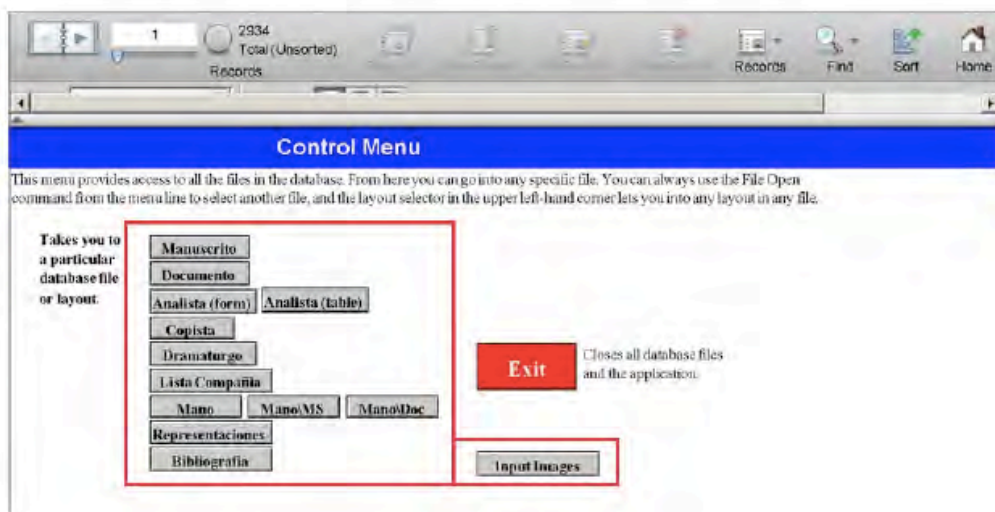 1
2934
Total (Unsorted)
Records
Records
Find
Sort
Home
Control Menu
This menu provides access to all the files in the database. From here you can go into any specific file. You can always use the File Open
command from the menu line to select another file, and the layout selector in the upper left-hand corner lets you into any layout in any file.
Takes you to
a particular
database file
or layout.
Manuscrito
Documento
Analista (form) Analista (table)
Copista
Dramaturgo
Lista Compañia
Mano Mano\MS Mano\Doc
Representaciones
Bibliografia
Exit
Closes all database files
and the application.
Input Images